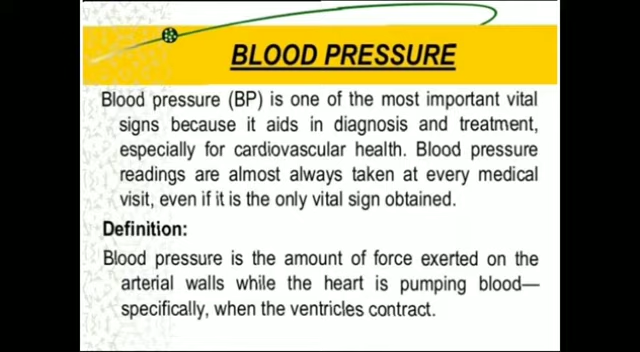 BLOOD PRESSURE
Blood pressure (BP) is one of the most important vital
signs because it aids in diagnosis and treatment,
especially for cardiovascular health. Blood pressure
readings are almost always taken at every medical
visit, even if it is the only vital sign obtained.
Definition:
Blood pressure is the amount of force exerted on the
arterial walls while the heart is pumping blood—
specifically, when the ventricles contract.